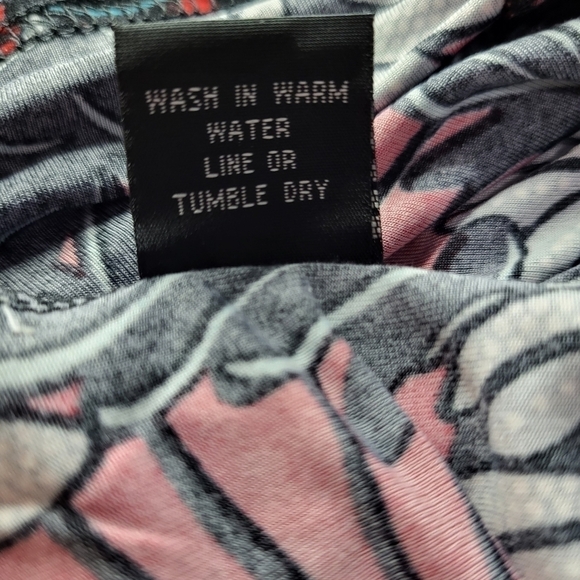 WASH IN WARM
WATER
LINE OR
TUMBLE DRY